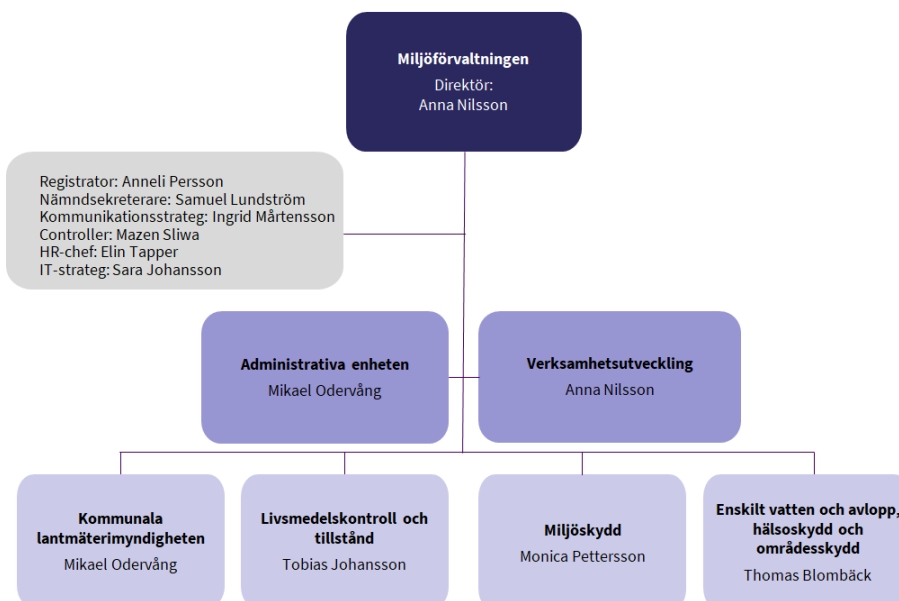 Miljöförvaltningen
Direktör:
Anna Nilsson
Registrator: Anneli Persson
Nämndsekreterare: Samuel Lundström
Kommunikationsstrateg: Ingrid Mårtensson
Controller: Mazen Sliwa
HR-chef: Elin Tapper
IT-strateg: Sara Johansson
Administrativa enheten
Mikael Odervång
Verksamhetsutveckling
Anna Nilsson
Kommunala
lantmäterimyndigheten
Mikael Odervång
Livsmedelskontroll och
tillstånd
Tobias Johansson
Miljöskydd
Monica Pettersson
Enskilt vatten och avlopp,
hälsoskydd och
områdesskydd
Thomas Blombäck